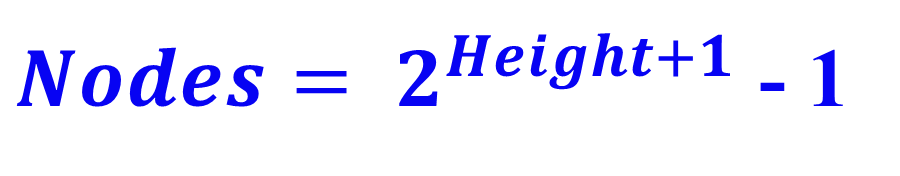 Nodes = 2^{Height+1} - 1